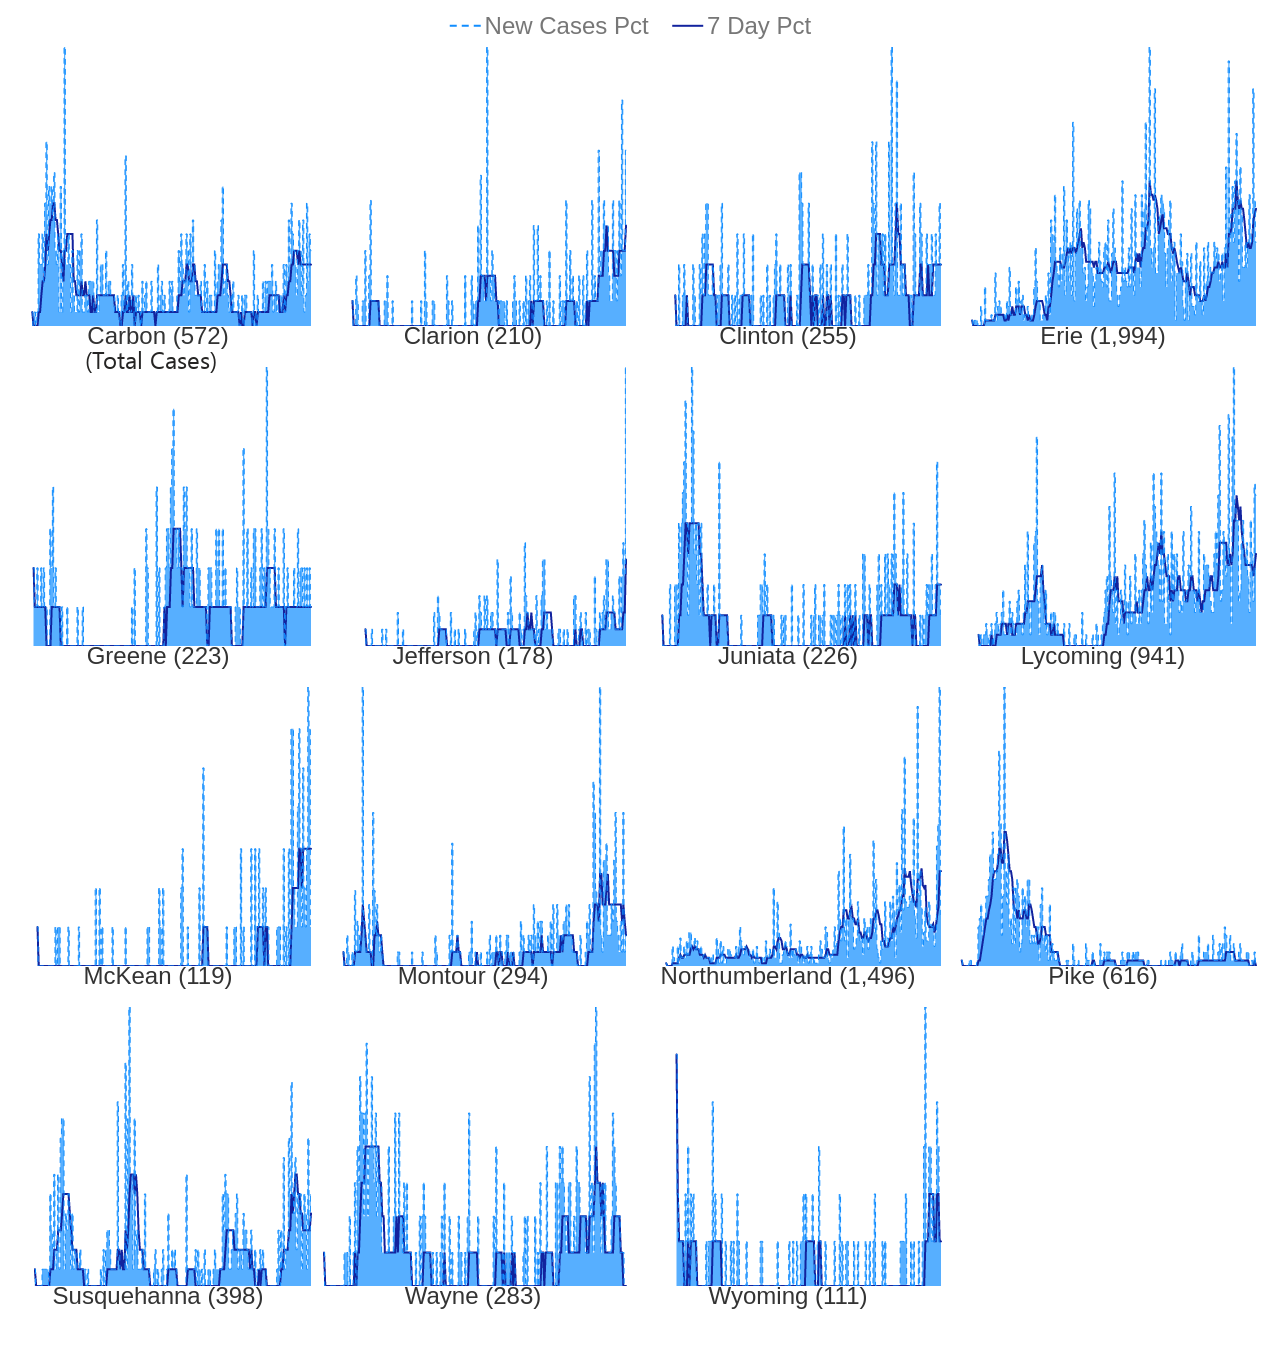 New Cases Pct 7 Day Pct
Carbon (572) Clarion (210) Clinton (255) Erie (1,994)
(Total Cases)
Greene (223) Jefferson (178) Juniata (226) Lycoming (941)
McKean (119) Montour (294) Northumberland (1,496) Pike (616)
Susquehanna (398) Wayne (283) Wyoming (111)